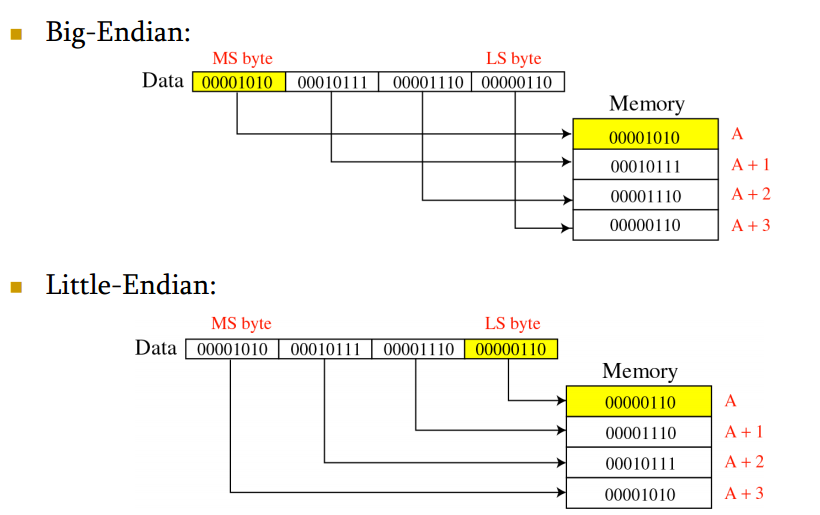 Big-Endian:
MS byte LS byte
Data 00001010 00010111 00001110 00000110
Memory
00001010 A
00010111 A + 1
00001110 A + 2
00000110 A + 3
Little-Endian:
MS byte LS byte
Data 00001010 00010111 00001110 00000110
Memory
00000110 A
00001110 A + 1
00010111 A + 2
00001010 A + 3